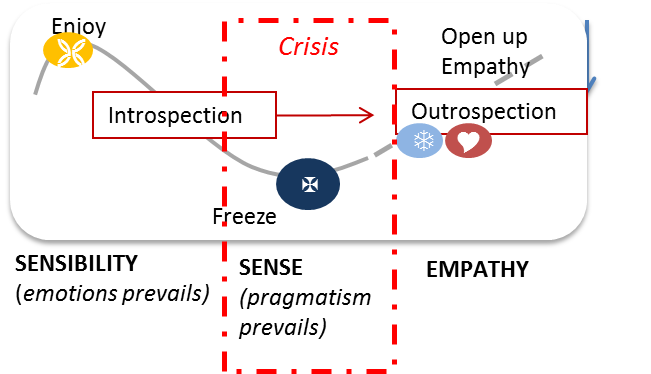 Enjoy
Crisis
Open up
Empathy
Introspection
Outrospection
Freeze
SENSIBILITY
(emotions prevails)
SENSE
(pragmatism
prevails)
EMPATHY